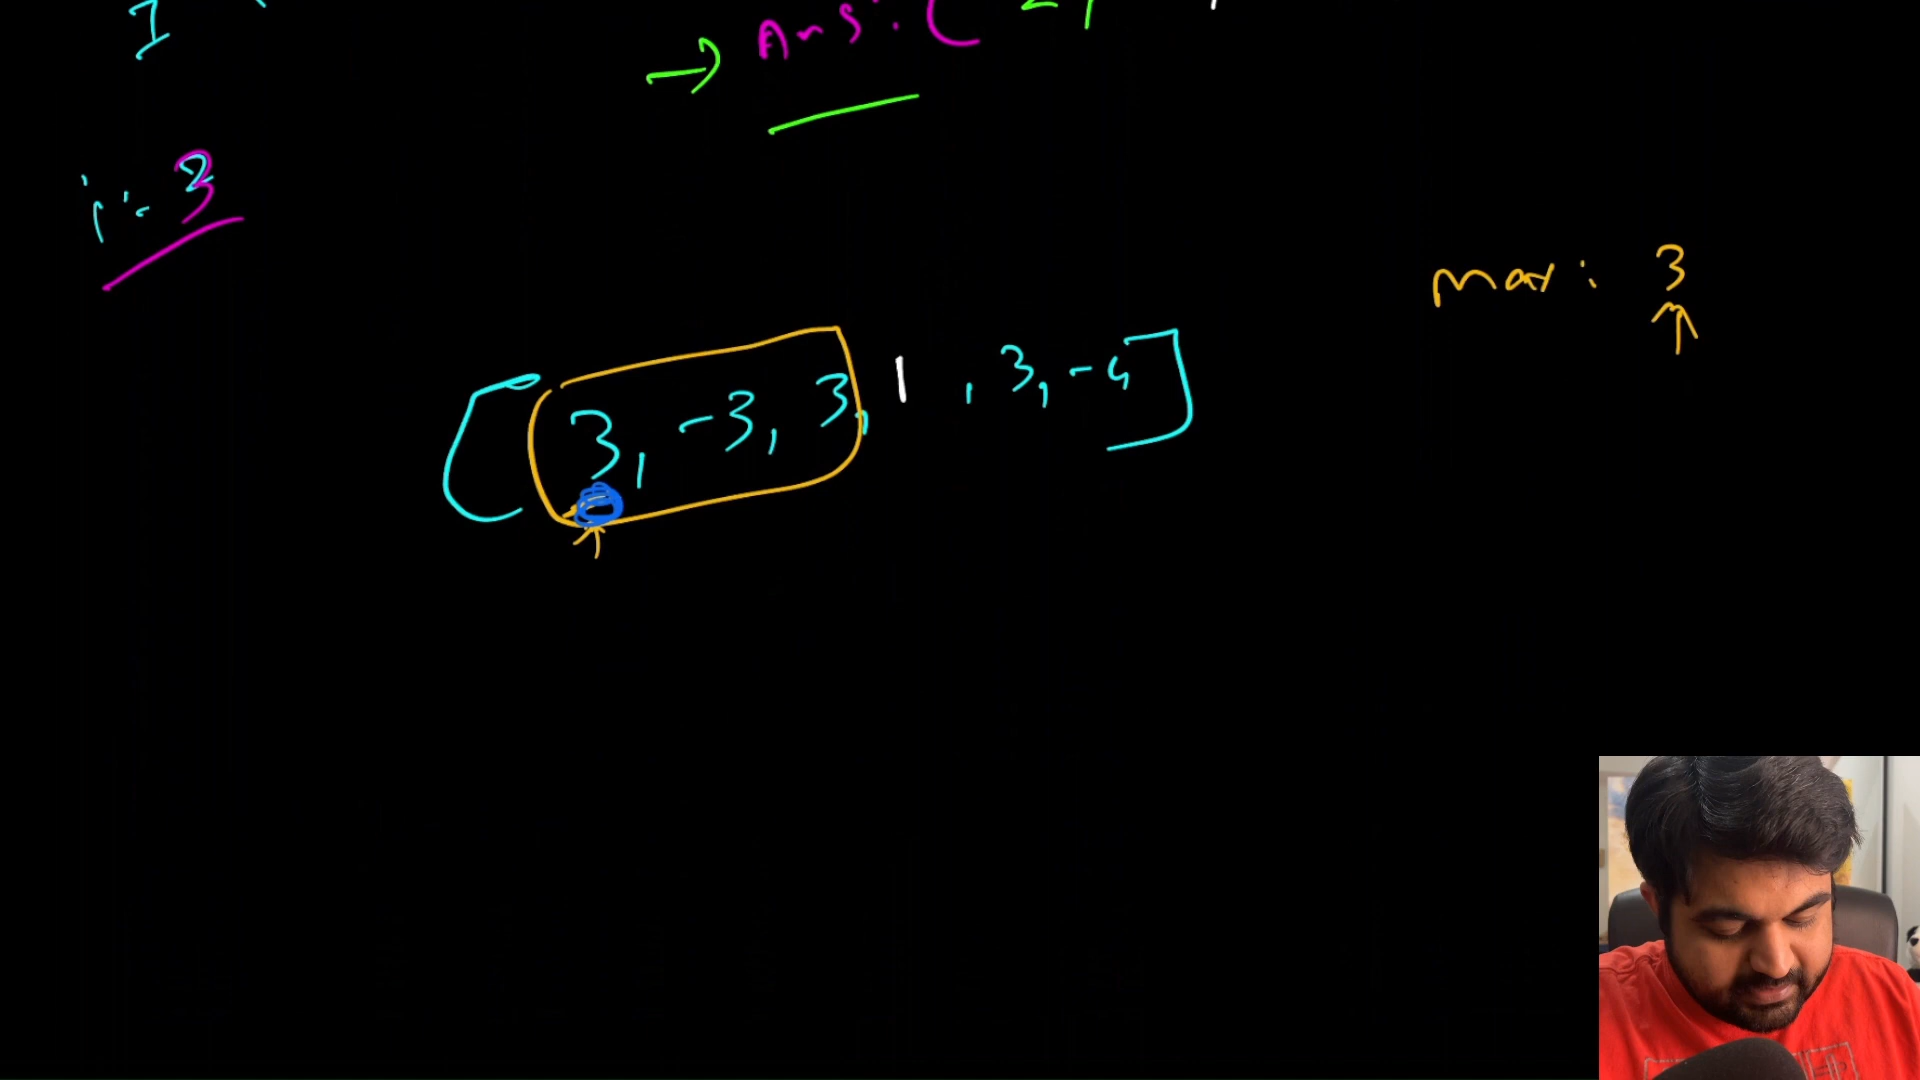 I
→ Ans: [
i:- 3
max: 3
[ 3, -3, 3, 1, 3, -4 ]